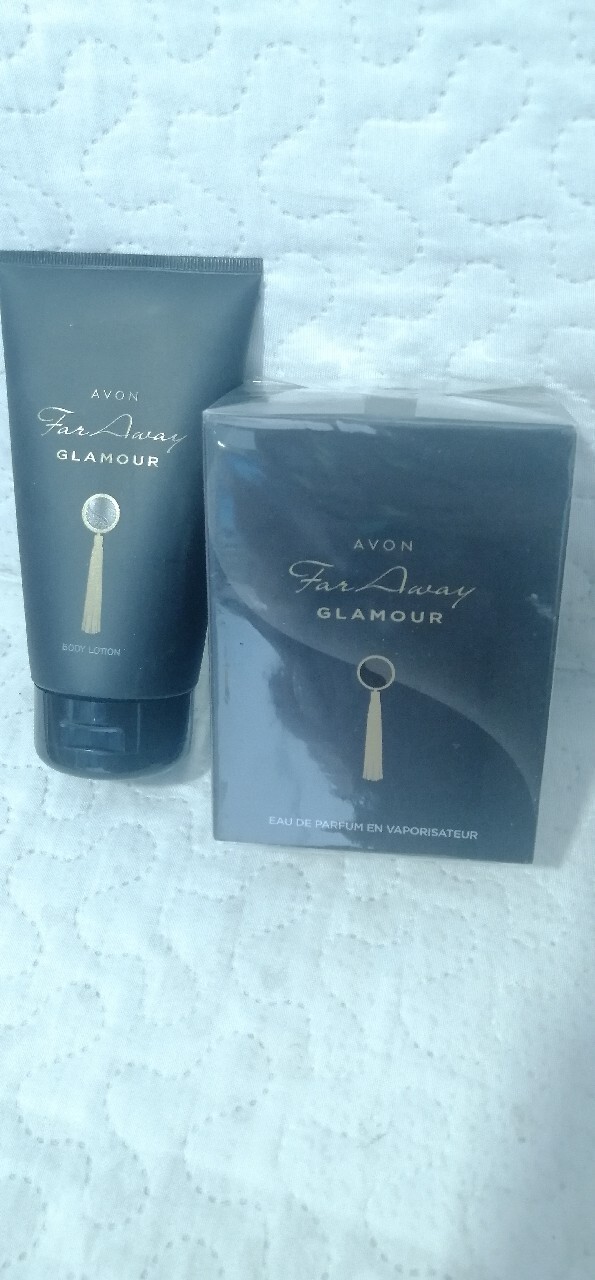 AVON
Far Away
GLAMOUR
BODY LOTION
AVON
Far Away
GLAMOUR
EAU DE PARFUM EN VAPORISATEUR